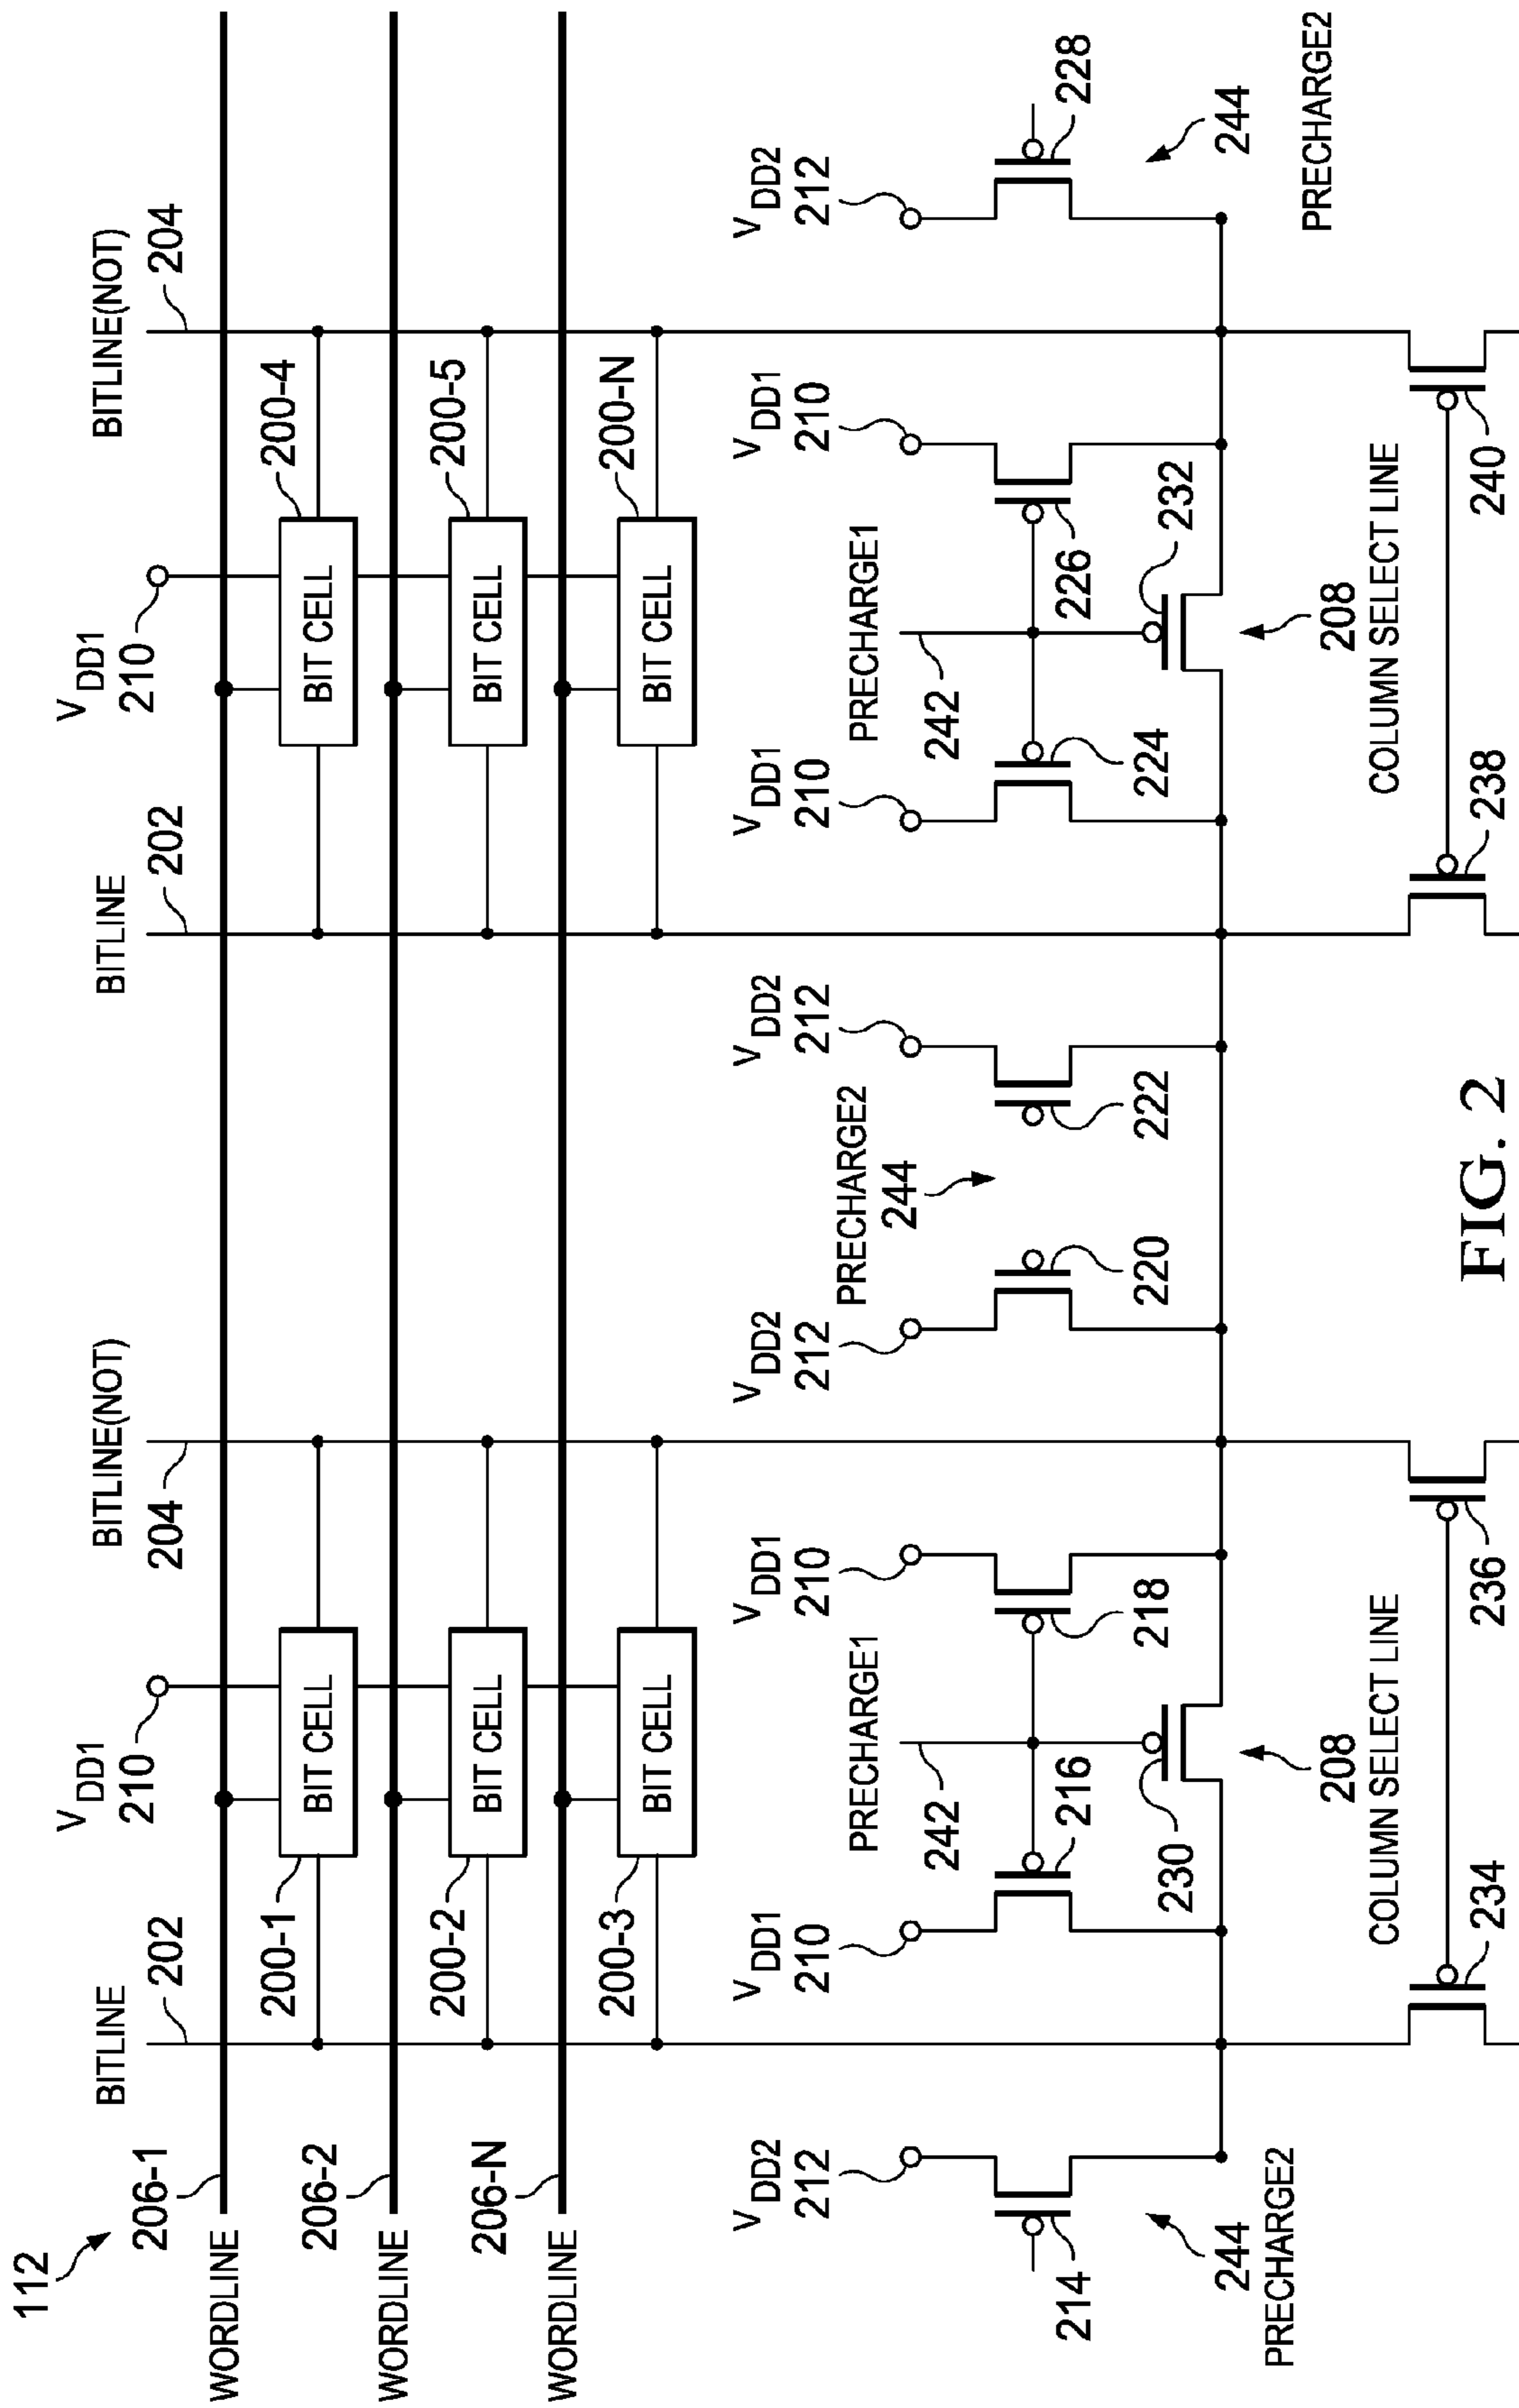 112
BITLINE
202
V DD1
210
BITLINE(NOT)
204
BITLINE
202
V DD1
210
BITLINE(NOT)
204
206-1
WORDLINE
200-1
BIT CELL
BIT CELL
200-4
206-2
WORDLINE
200-2
BIT CELL
BIT CELL
200-5
206-N
WORDLINE
200-3
BIT CELL
BIT CELL
200-N
V DD2
212
V DD1
210
PRECHARGE1
242
V DD1
210
V DD2
212
PRECHARGE2
244
V DD2
212
V DD1
210
PRECHARGE1
242
V DD1
210
V DD2
212
214
216
218
220
222
224
226
228
244
PRECHARGE2
230
208
232
208
244
PRECHARGE2
COLUMN SELECT LINE
COLUMN SELECT LINE
234
236
238
240
FIG. 2